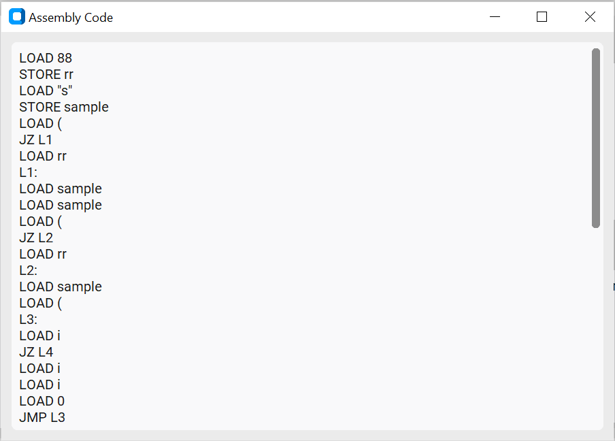 Assembly Code
LOAD 88
STORE rr
LOAD "s"
STORE sample
LOAD (
JZ L1
LOAD rr
L1:
LOAD sample
LOAD sample
LOAD (
JZ L2
LOAD rr
L2:
LOAD sample
LOAD (
L3:
LOAD i
JZ L4
LOAD i
LOAD i
LOAD 0
JMP L3